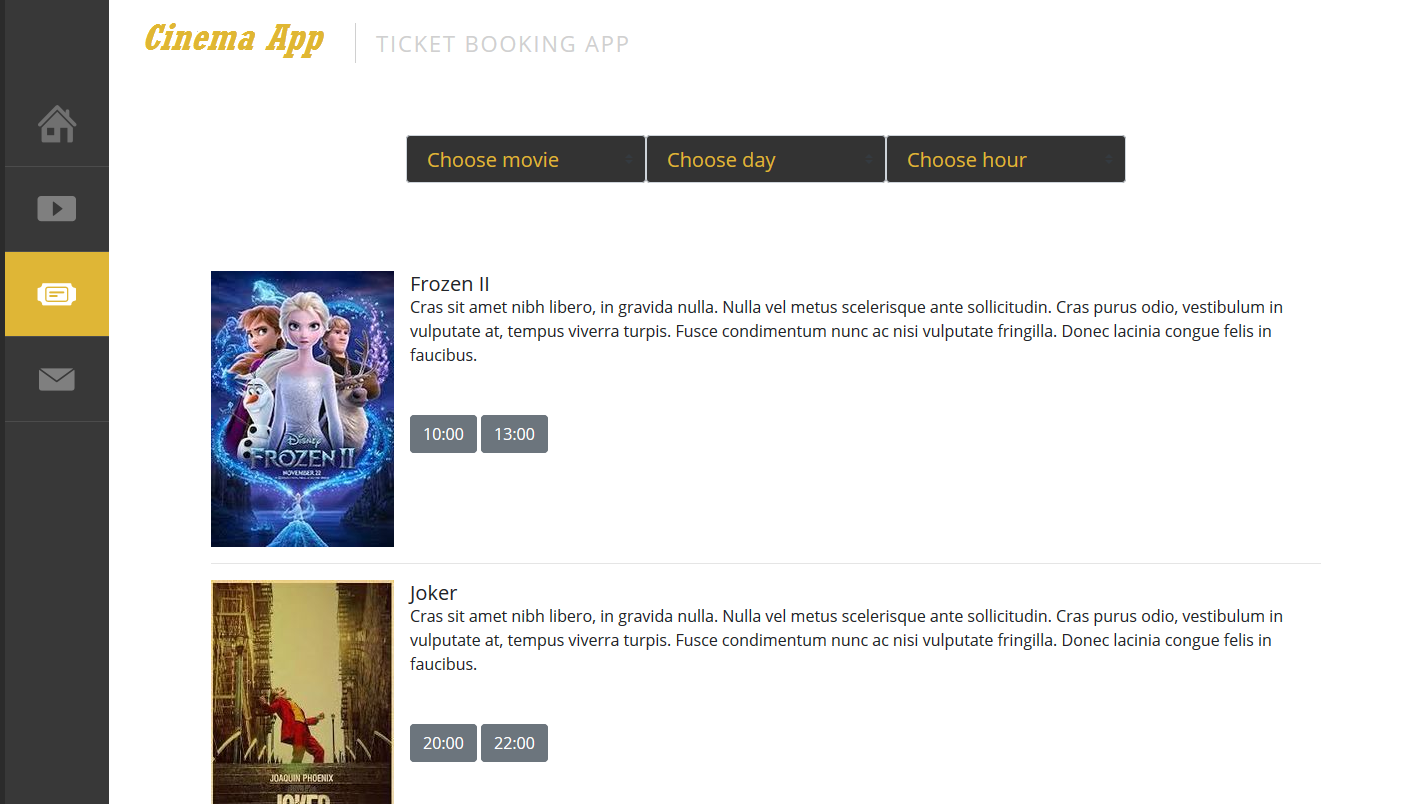 Cinema App
TICKET BOOKING APP
Choose movie
Choose day
Choose hour
Frozen II
Cras sit amet nibh libero, in gravida nulla. Nulla vel metus scelerisque ante sollicitudin. Cras purus odio, vestibulum in
vulputate at, tempus viverra turpis. Fusce condimentum nunc ac nisi vulputate fringilla. Donec lacinia congue felis in
faucibus.
10:00
13:00
Disney
FROZEN II
NOVEMBER 22
Joker
Cras sit amet nibh libero, in gravida nulla. Nulla vel metus scelerisque ante sollicitudin. Cras purus odio, vestibulum in
vulputate at, tempus viverra turpis. Fusce condimentum nunc ac nisi vulputate fringilla. Donec lacinia congue felis in
faucibus.
20:00
22:00
JOAQUIN PHOENIX
JOKER